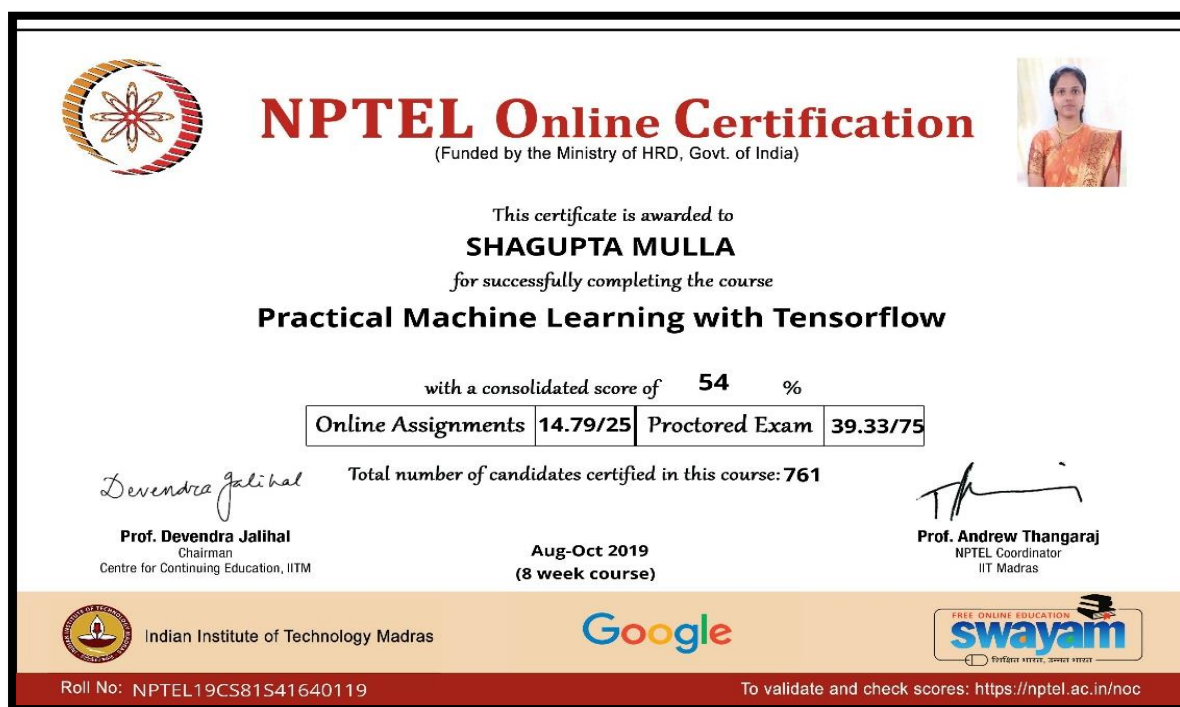 NPTEL Online Certification
(Funded by the Ministry of HRD, Govt. of India)
This certificate is awarded to
SHAGUPTA MULLA
for successfully completing the course
Practical Machine Learning with Tensorflow
with a consolidated score of 54 %
Online Assignments 14.79/25 Proctored Exam 39.33/75
Total number of candidates certified in this course: 761
Devendra Jalihal
Prof. Devendra Jalihal
Chairman
Centre for Continuing Education, IITM
Aug-Oct 2019
(8 week course)
Prof. Andrew Thangaraj
NPTEL Coordinator
IIT Madras
Indian Institute of Technology Madras
Google
FREE ONLINE EDUCATION
swayam
शिक्षित भारत, उन्नत भारत
Roll No: NPTEL19CS81S41640119
To validate and check scores: https://nptel.ac.in/noc